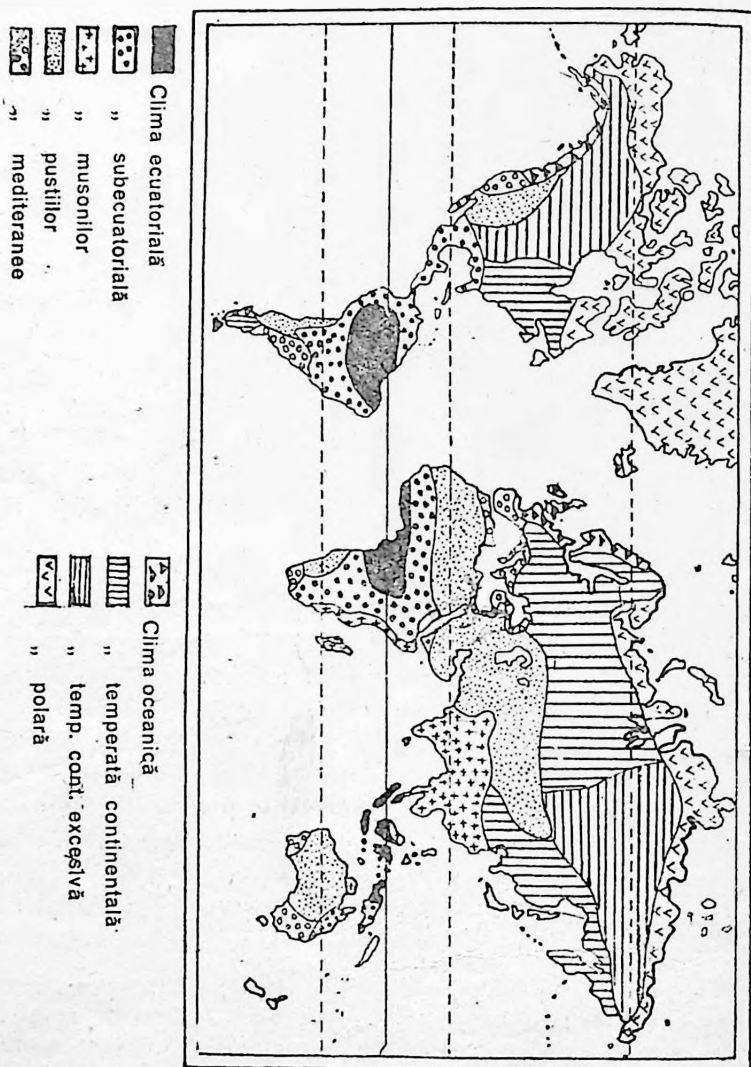 Clima ecuatorială
„ subecuatorială
„ musonilor
„ pustiilor
„ mediteranee
Clima oceanică
„ temperată continentală
„ temp. cont. excesivă
„ polară